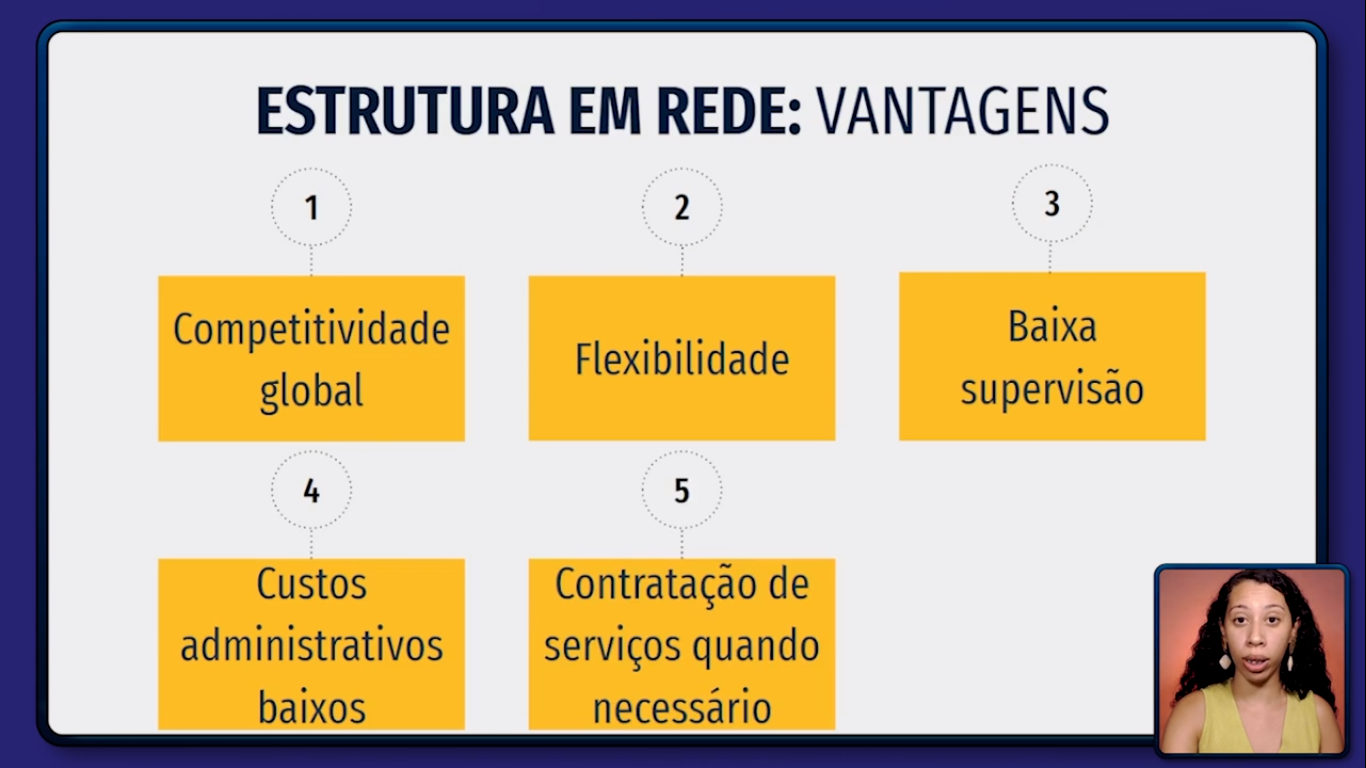 ESTRUTURA EM REDE: VANTAGENS
1
Competitividade
global
2
Flexibilidade
3
Baixa
supervisão
4
Custos
administrativos
baixos
5
Contratação de
serviços quando
necessário